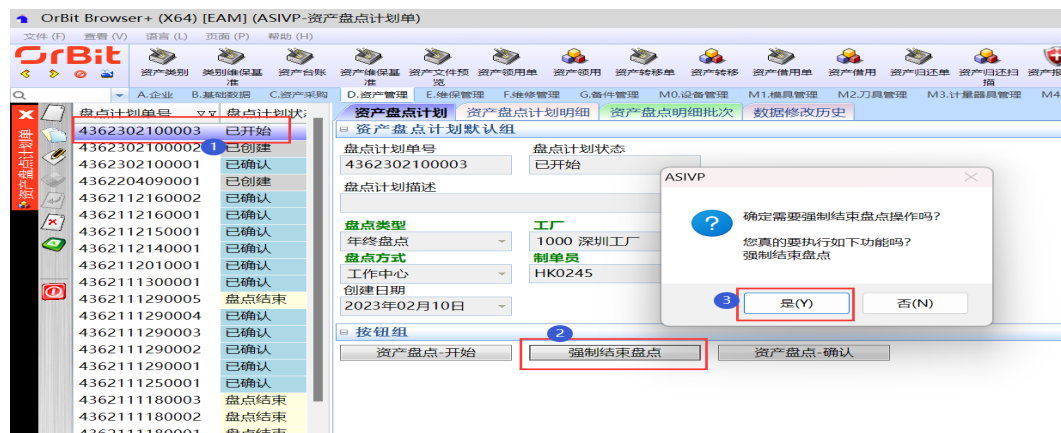 OrBit Browser+ (X64) [EAM] (ASIVP-资产盘点计划单)
文件 (F) 查看 (V) 语言 (L) 页面 (P) 帮助 (H)
OrBit
资产类别 类别维保基准 资产台账 资产维保基准 资产文件预览 资产领用单 资产领用 资产转移单 资产转移 资产借用单 资产借用 资产归还单 资产归还扫描 资产报
A.企业 B.基础数据 C.资产采购 D.资产管理 E.维保管理 F.维修管理 G.备件管理 M0.设备管理 M1.模具管理 M2.刀具管理 M3.计量器具管理 M4
资产盘点计划单
盘点计划单号 盘点计划状
4362302100003 已开始
1
4362302100002 已创建
4362302100001 已确认
4362204090001 已创建
4362112160002 已确认
4362112160001 已确认
4362112150001 已确认
4362112140001 已确认
4362112010001 已确认
4362111300001 已确认
4362111290005 盘点结束
4362111290004 已确认
4362111290003 已确认
4362111290002 已确认
4362111290001 已确认
4362111250001 已确认
4362111180003 盘点结束
4362111180002 盘点结束
4362111180001 盘点结束
资产盘点计划 资产盘点计划明细 资产盘点明细批次 数据修改历史
资产盘点计划默认组
盘点计划单号 盘点计划状态
4362302100003 已开始
盘点计划描述
盘点类型 工厂
年终盘点 1000 深圳工厂
盘点方式 制单员
工作中心 HK0245
创建日期
2023年02月10日
按钮组
2
资产盘点-开始 强制结束盘点 资产盘点-确认
ASIVP
确定需要强制结束盘点操作吗?
您真的要执行如下功能吗?
强制结束盘点
3
是(Y) 否(N)